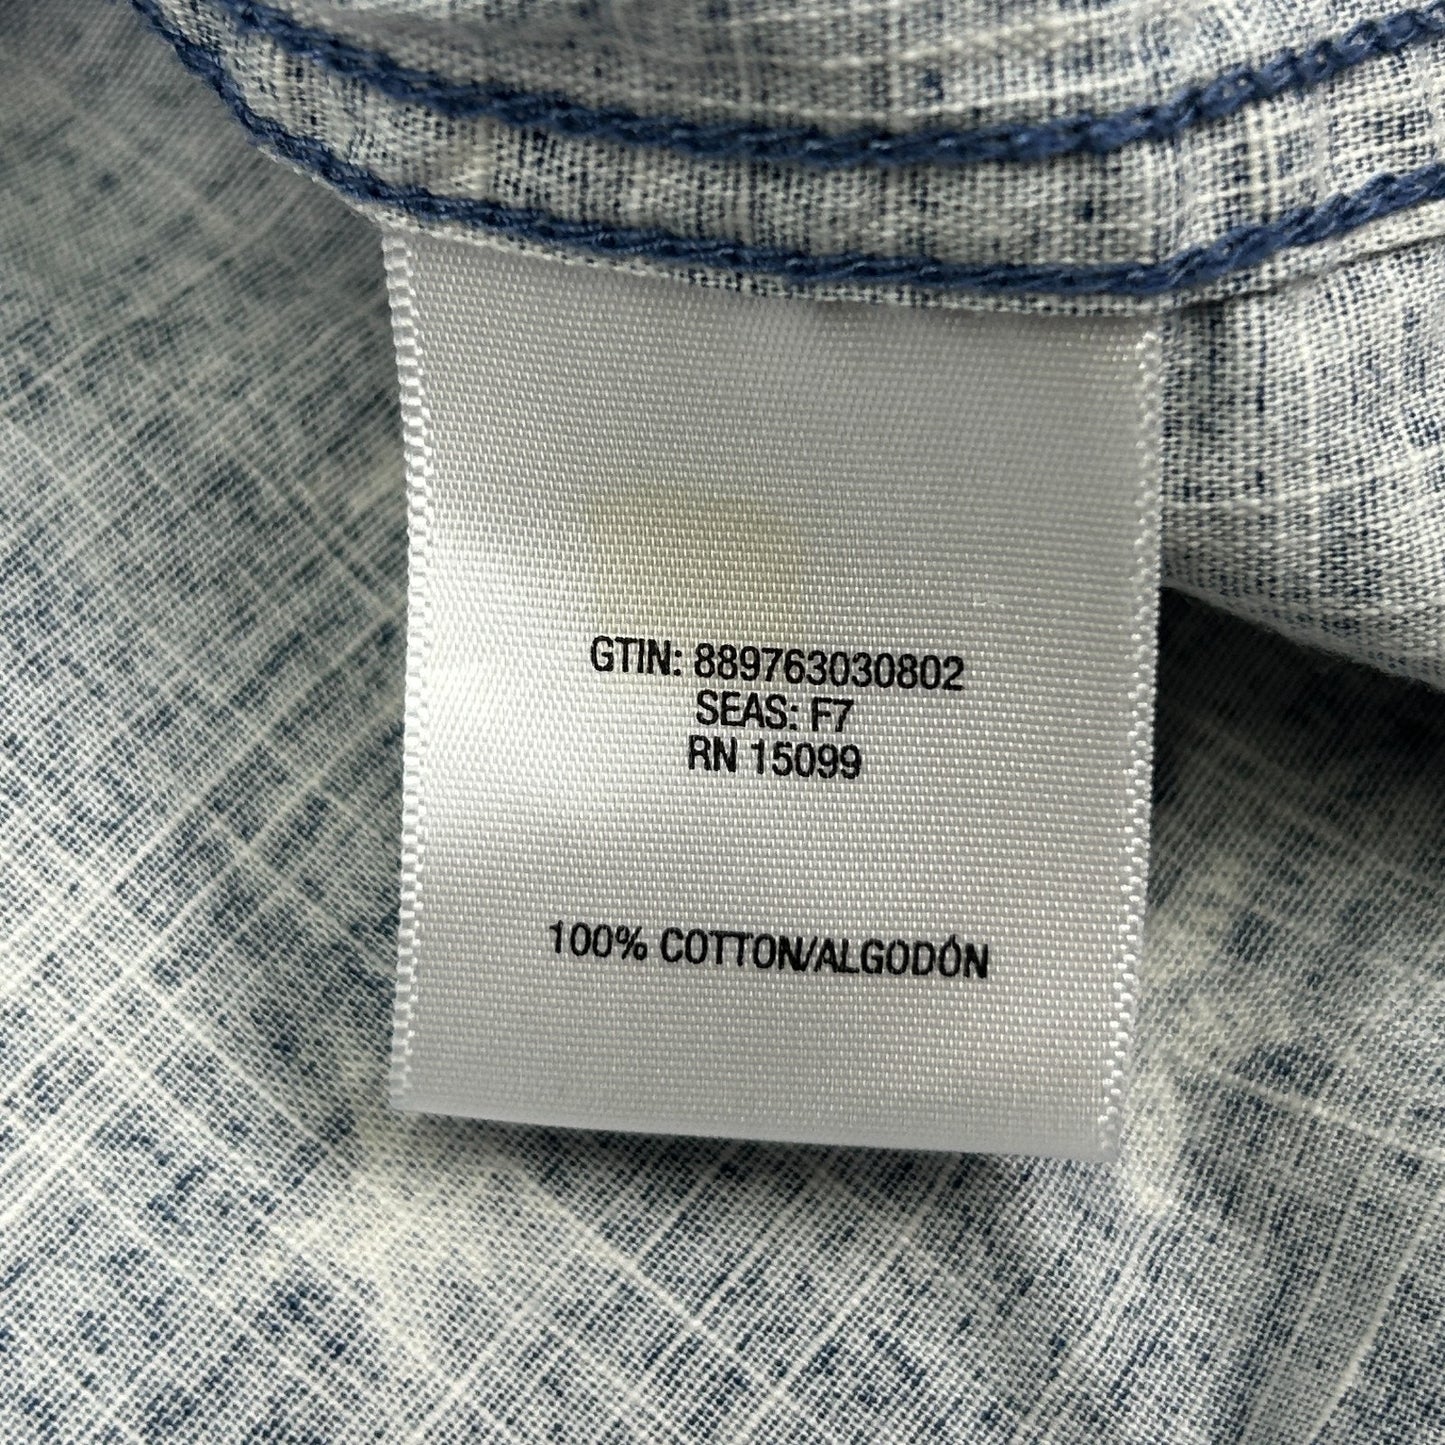 GTIN: 889763030802
SEAS: F7
RN 15099
100% COTTON/ALGODÓN